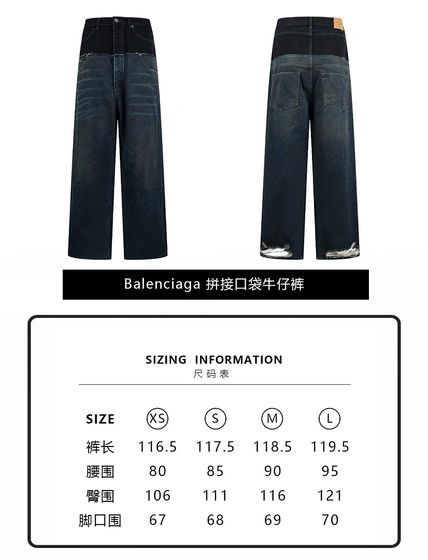 Balenciaga 拼接口袋牛仔裤
SIZING INFORMATION
尺码表
SIZE XS S M L
裤长 116.5 117.5 118.5 119.5
腰围 80 85 90 95
臀围 106 111 116 121
脚口围 67 68 69 70